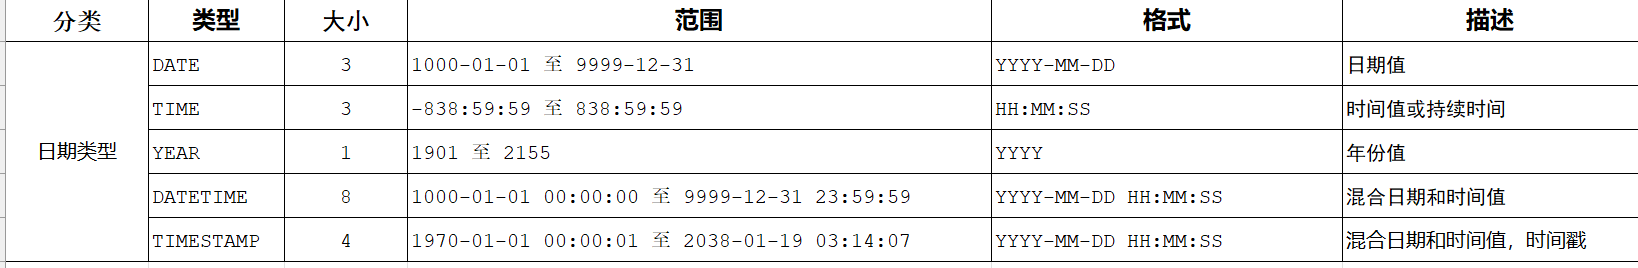 分类 类型 大小 范围 格式 描述
DATE 3 1000-01-01 至 9999-12-31 YYYY-MM-DD 日期值
TIME 3 -838:59:59 至 838:59:59 HH:MM:SS 时间值或持续时间
日期类型 YEAR 1 1901 至 2155 YYYY 年份值
DATETIME 8 1000-01-01 00:00:00 至 9999-12-31 23:59:59 YYYY-MM-DD HH:MM:SS 混合日期和时间值
TIMESTAMP 4 1970-01-01 00:00:01 至 2038-01-19 03:14:07 YYYY-MM-DD HH:MM:SS 混合日期和时间值，时间戳